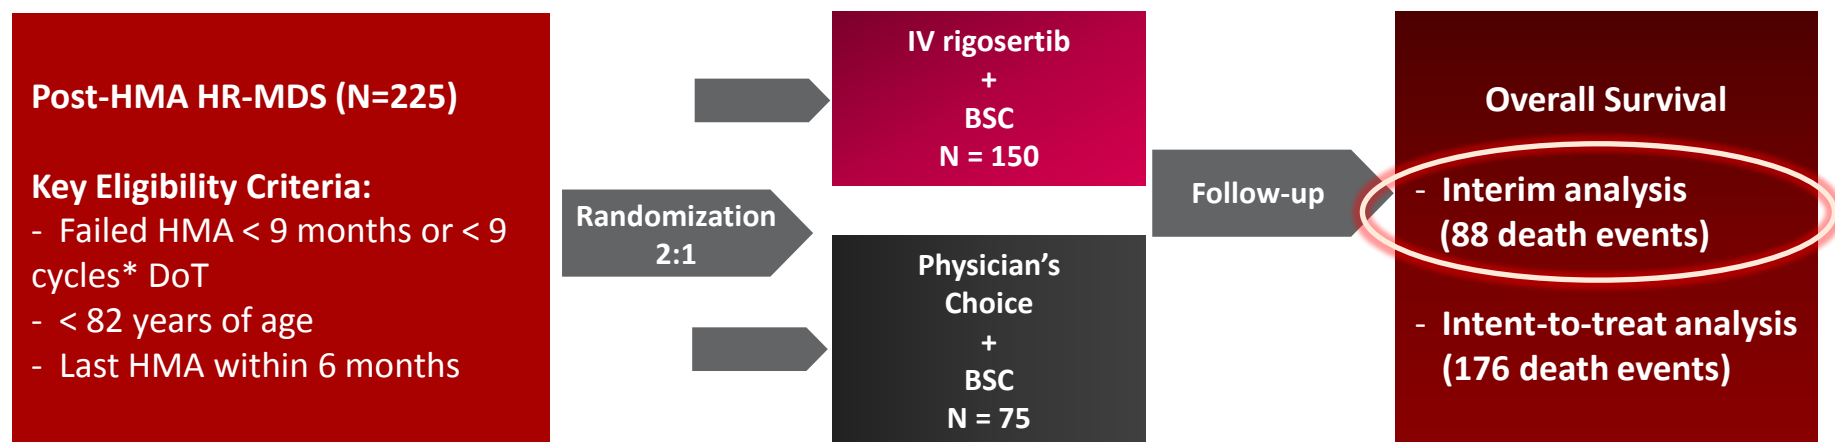 Post-HMA HR-MDS (N=225)
Key Eligibility Criteria:
- Failed HMA < 9 months or < 9
cycles* DoT
- < 82 years of age
- Last HMA within 6 months
Randomization
2:1
IV rigosertib
+
BSC
N = 150
Physician’s
Choice
+
BSC
N = 75
Follow-up
Overall Survival
- Interim analysis
(88 death events)
- Intent-to-treat analysis
(176 death events)